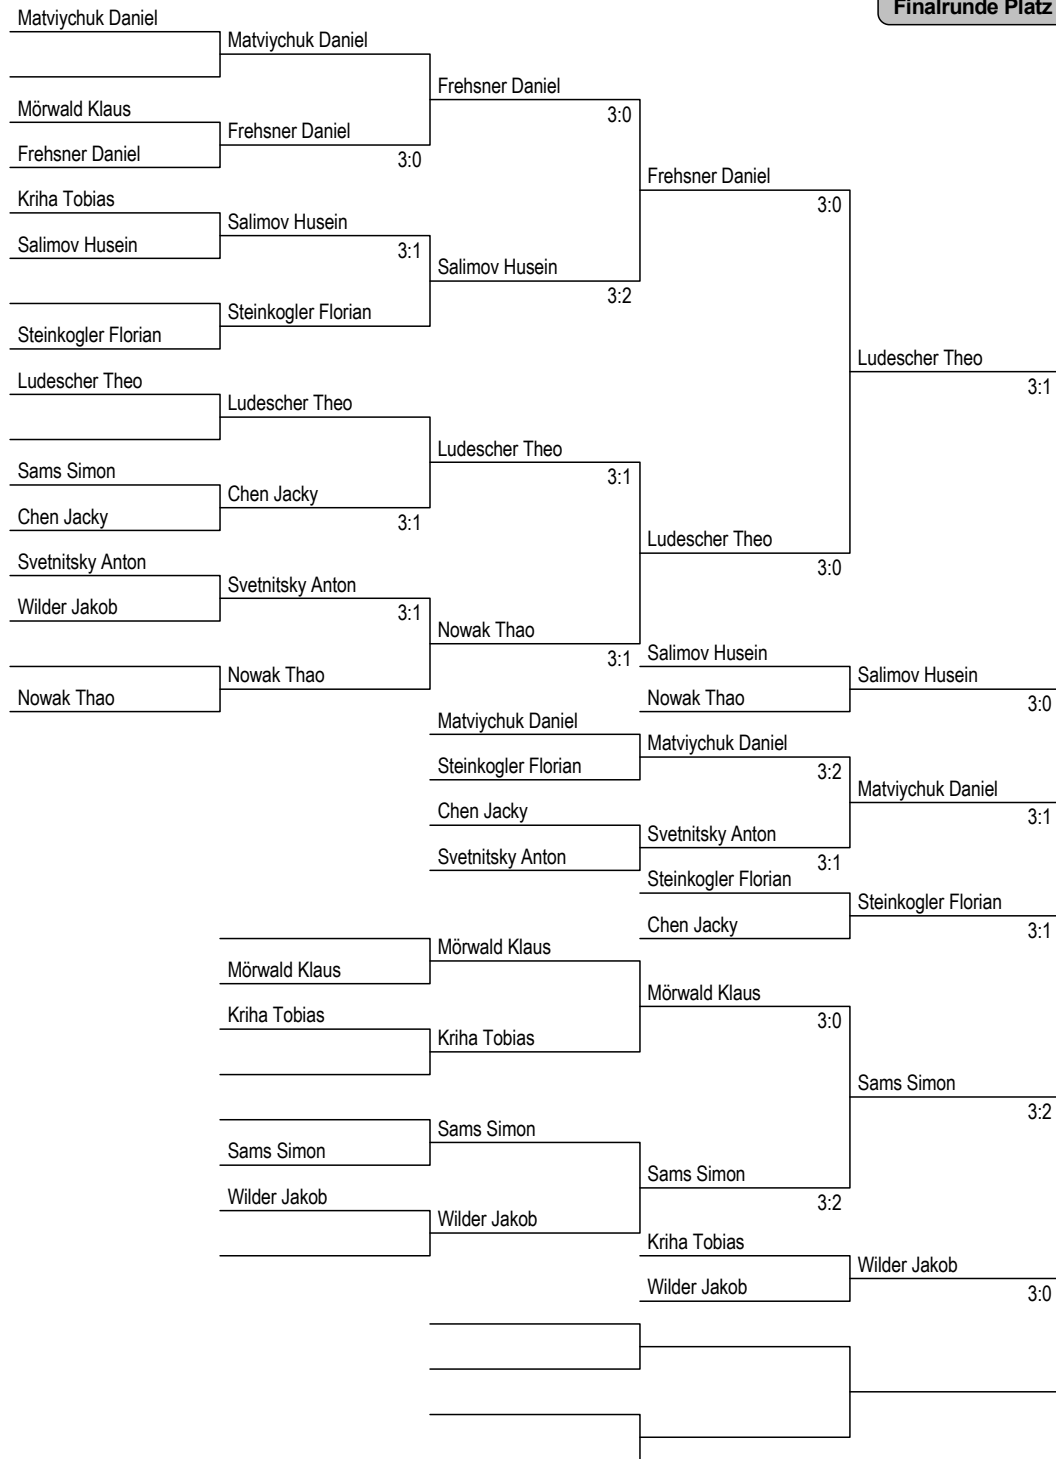 Finalrunde Platz
Matviychuk Daniel
Matviychuk Daniel
Frehsner Daniel
3:0
Mörwald Klaus
Frehsner Daniel
3:0
Frehsner Daniel
Frehsner Daniel
3:0
Kriha Tobias
Salimov Husein
3:1
Salimov Husein
Salimov Husein
3:2
Steinkogler Florian
Steinkogler Florian
Ludescher Theo
3:1
Ludescher Theo
Ludescher Theo
Ludescher Theo
3:1
Sams Simon
Chen Jacky
3:1
Chen Jacky
Ludescher Theo
3:0
Svetnitsky Anton
Svetnitsky Anton
3:1
Wilder Jakob
Nowak Thao
3:1
Nowak Thao
Nowak Thao
Salimov Husein
Salimov Husein
3:0
Nowak Thao
Matviychuk Daniel
Matviychuk Daniel
3:2
Steinkogler Florian
Matviychuk Daniel
3:1
Chen Jacky
Svetnitsky Anton
3:1
Svetnitsky Anton
Steinkogler Florian
Steinkogler Florian
3:1
Chen Jacky
Mörwald Klaus
Mörwald Klaus
Mörwald Klaus
3:0
Kriha Tobias
Kriha Tobias
Sams Simon
3:2
Sams Simon
Sams Simon
Sams Simon
3:2
Wilder Jakob
Wilder Jakob
Kriha Tobias
Wilder Jakob
3:0
Wilder Jakob